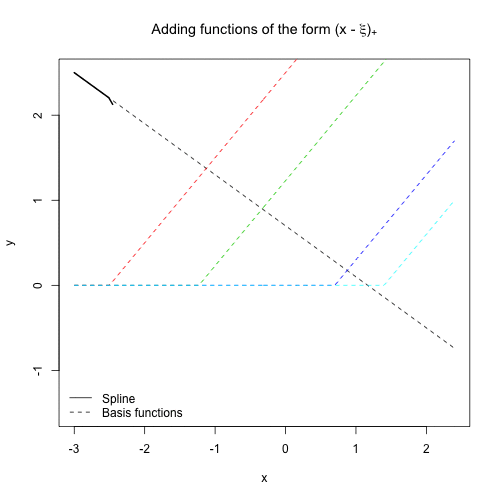 Adding functions of the form (x - ξ)₊
2
1
0
-1
y
Spline
Basis functions
-3
-2
-1
0
1
2
x